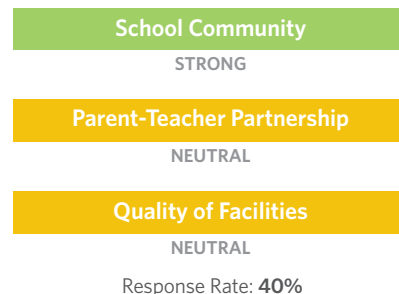 School Community
STRONG
Parent-Teacher Partnership
NEUTRAL
Quality of Facilities
NEUTRAL
Response Rate: 40%